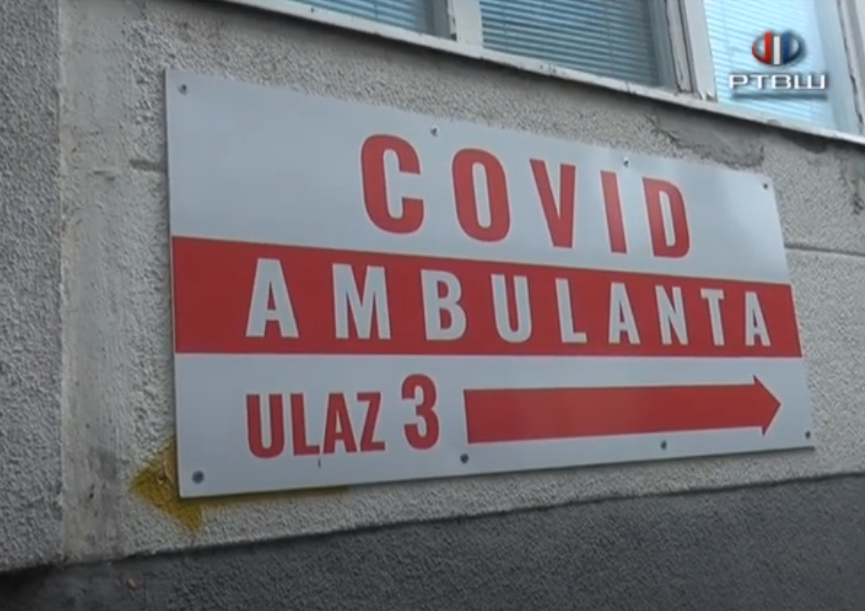 РТВШ
COVID
AMBULANTA
ULAZ 3